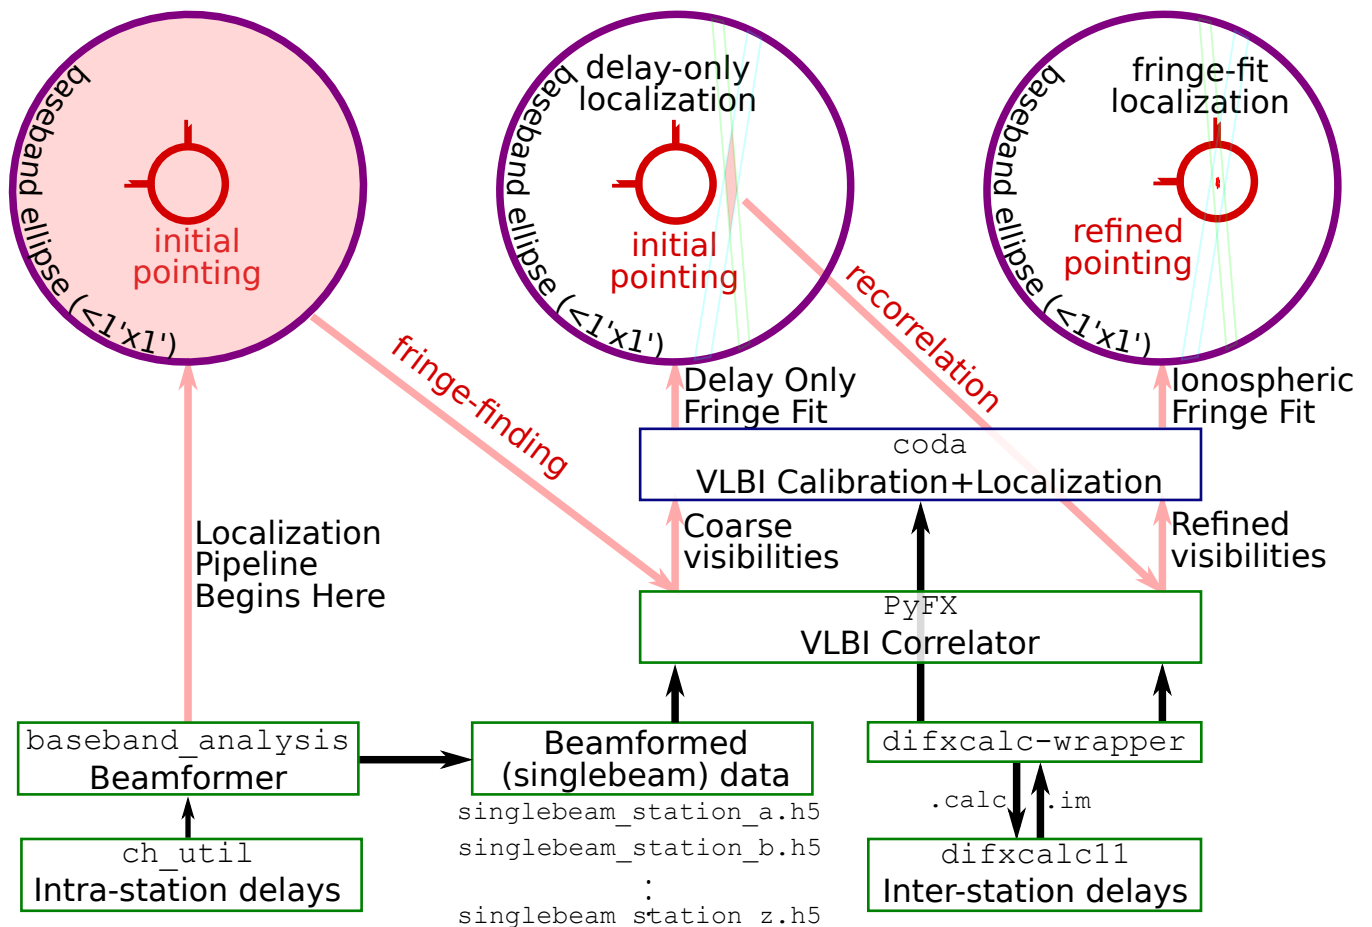 baseband ellipse (<1'x1')
initial
pointing
delay-only
localization
baseband ellipse (<1'x1')
initial
pointing
fringe-fit
localization
baseband ellipse (<1'x1')
refined
pointing
fringe-finding
recorrelation
Delay Only
Fringe Fit
Ionospheric
Fringe Fit
coda
VLBI Calibration+Localization
Localization
Pipeline
Begins Here
Coarse
visibilities
Refined
visibilities
PyFX
VLBI Correlator
baseband_analysis
Beamformer
Beamformed
(singlebeam) data
difxcalc-wrapper
singlebeam_station_a.h5
singlebeam_station_b.h5
:
.
singlebeam_station_z.h5
.calc
.im
ch_util
Intra-station delays
difxcalc11
Inter-station delays